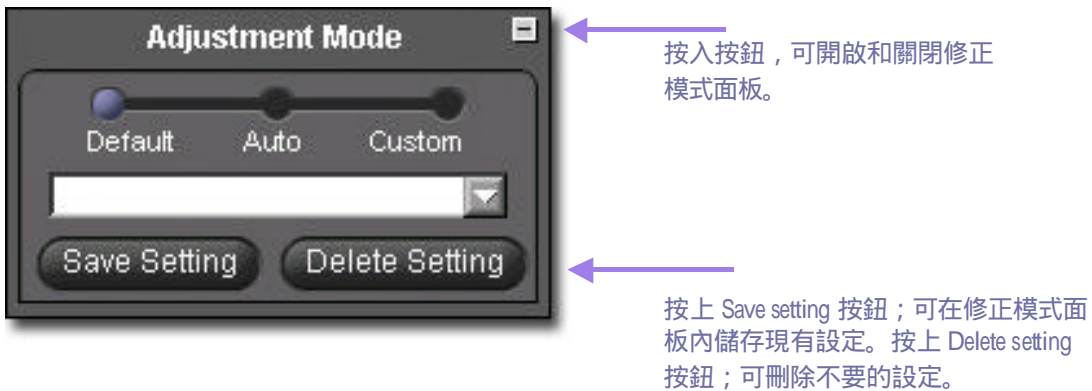 Adjustment Mode
按入按鈕，可開啟和關閉修正
模式面板。
Default Auto Custom
Save Setting Delete Setting
按上 Save setting 按鈕；可在修正模式面
板內儲存現有設定。按上 Delete setting
按鈕；可刪除不要的設定。